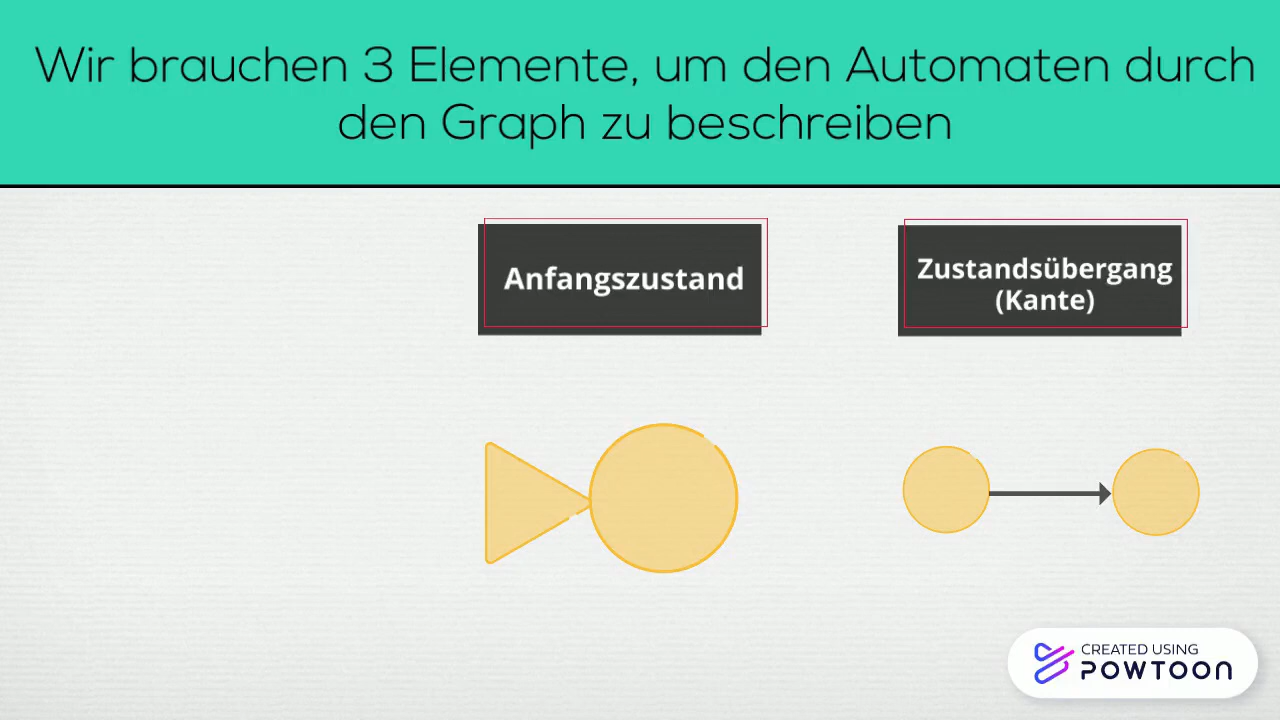 Wir brauchen 3 Elemente, um den Automaten durch
den Graph zu beschreiben
Anfangszustand
Zustandsübergang
(Kante)
CREATED USING
POWTOON